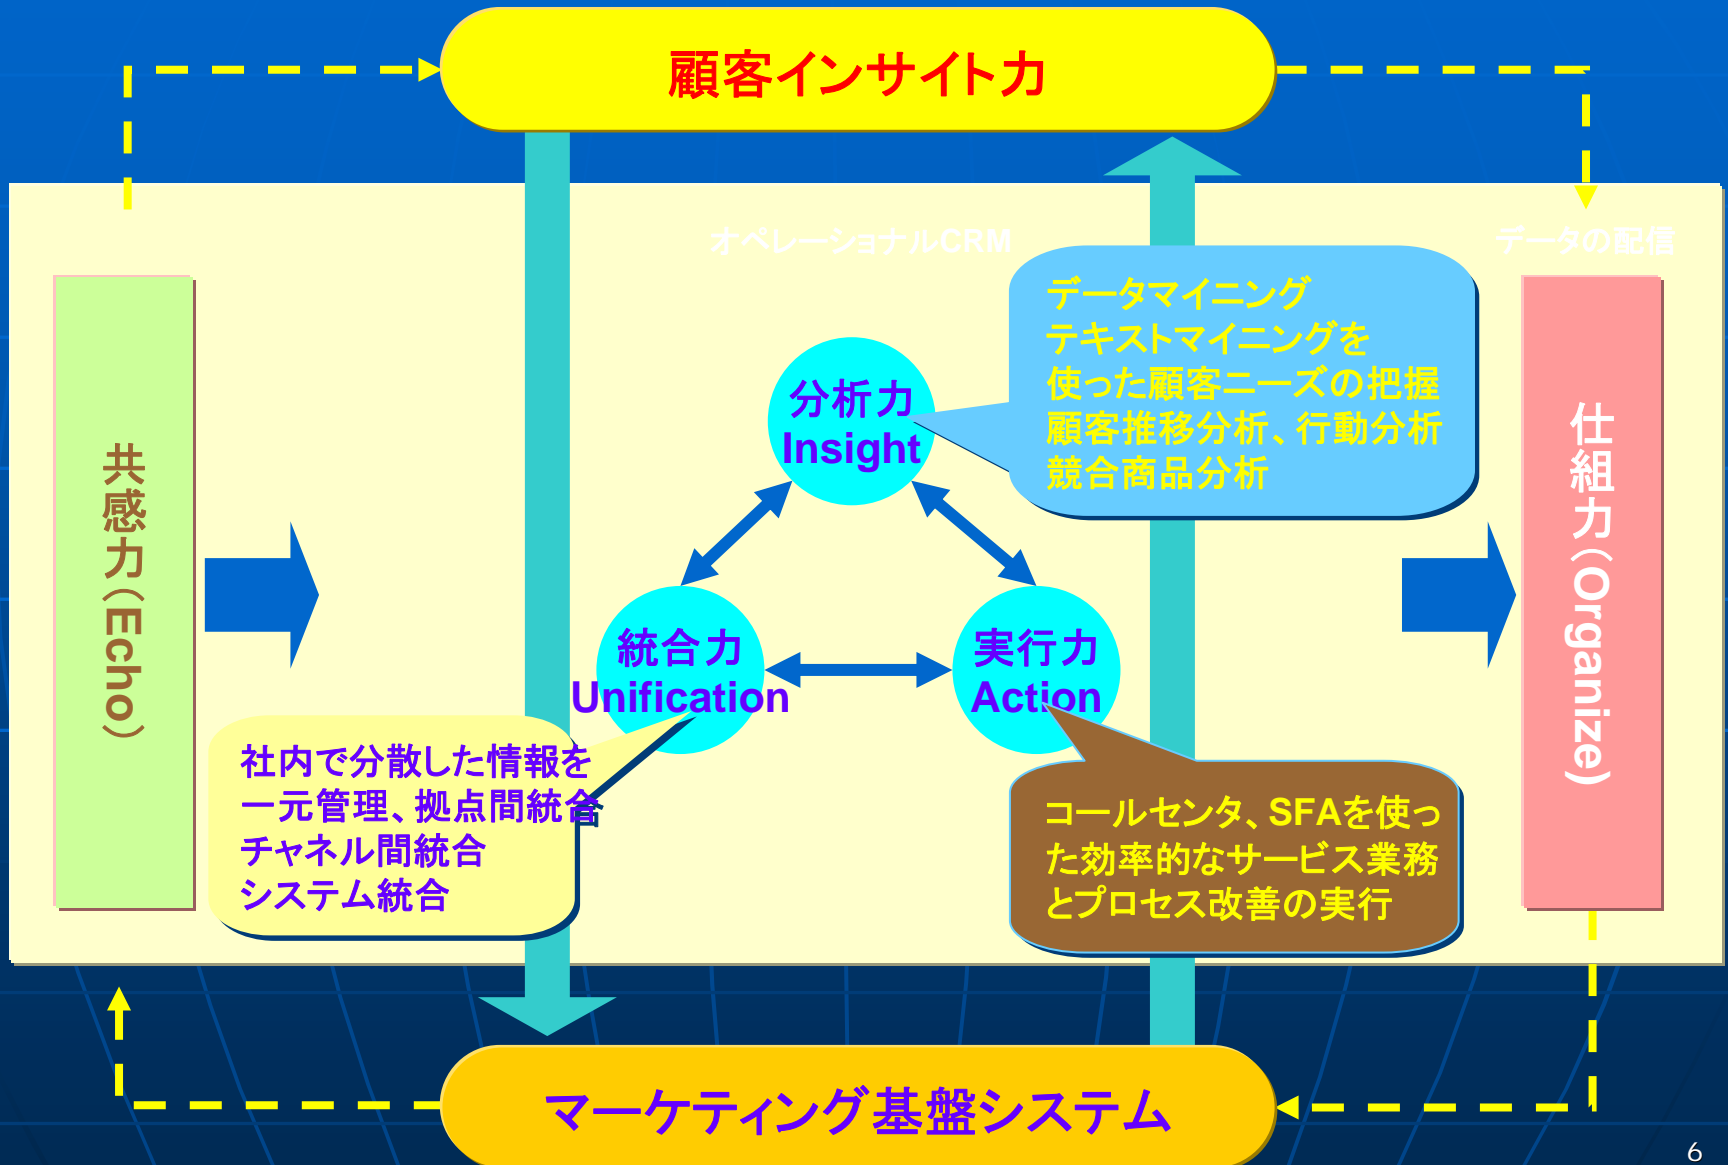 顧客インサイト力
オペレーショナルCRM
データの配信
データマイニング
テキストマイニングを
使った顧客ニーズの把握
顧客推移分析、行動分析
競合商品分析
分析力
Insight
共感力（Echo）
仕組力（Organize）
統合力
Unification
実行力
Action
社内で分散した情報を
一元管理、拠点間統合
チャネル間統合
システム統合
コールセンタ、SFAを使っ
た効率的なサービス業務
とプロセス改善の実行
マーケティング基盤システム
6